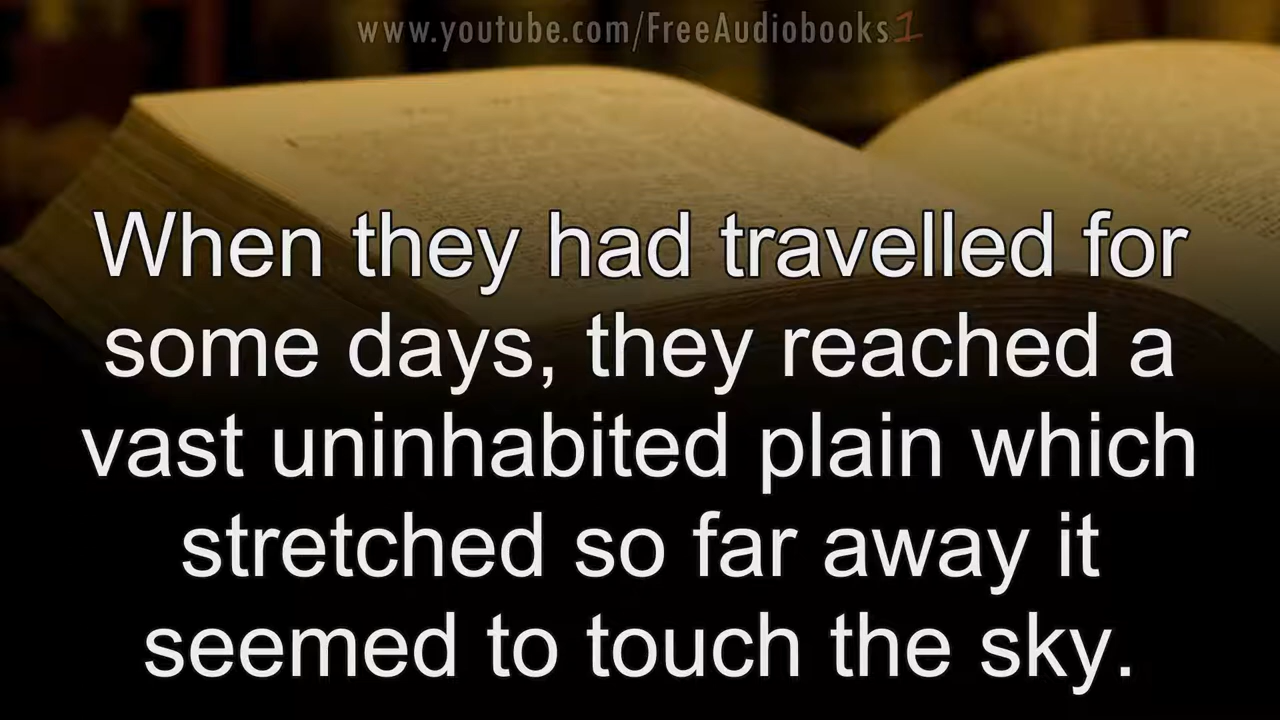 www.youtube.com/FreeAudiobooks1
When they had travelled for
some days, they reached a
vast uninhabited plain which
stretched so far away it
seemed to touch the sky.